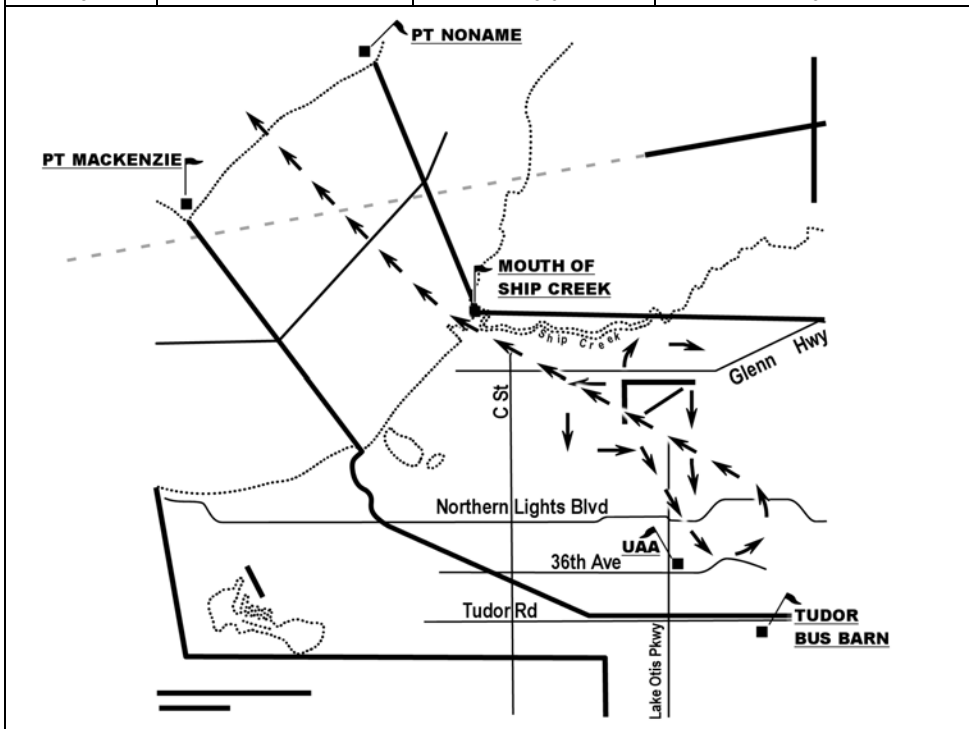 PT NONAME
PT MACKENZIE
MOUTH OF
SHIP CREEK
Ship Creek
Glenn Hwy
C St
Northern Lights Blvd
UAA
36th Ave
Tudor Rd
TUDOR
BUS BARN
Lake Otis Pkwy